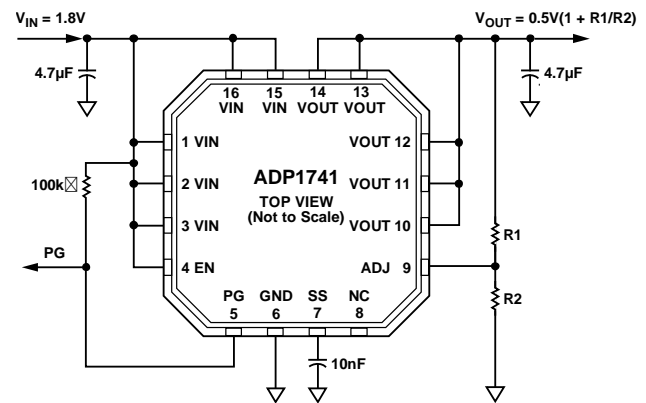 VIN = 1.8V
VOUT = 0.5V(1 + R1/R2)
4.7µF
4.7µF
16 15 14 13
VIN VIN VOUT VOUT
1 VIN
VOUT 12
100k
ADP1741
2 VIN
VOUT 11
TOP VIEW
(Not to Scale)
3 VIN
VOUT 10
R1
PG
4 EN
ADJ 9
PG GND SS NC
5 6 7 8
R2
10nF